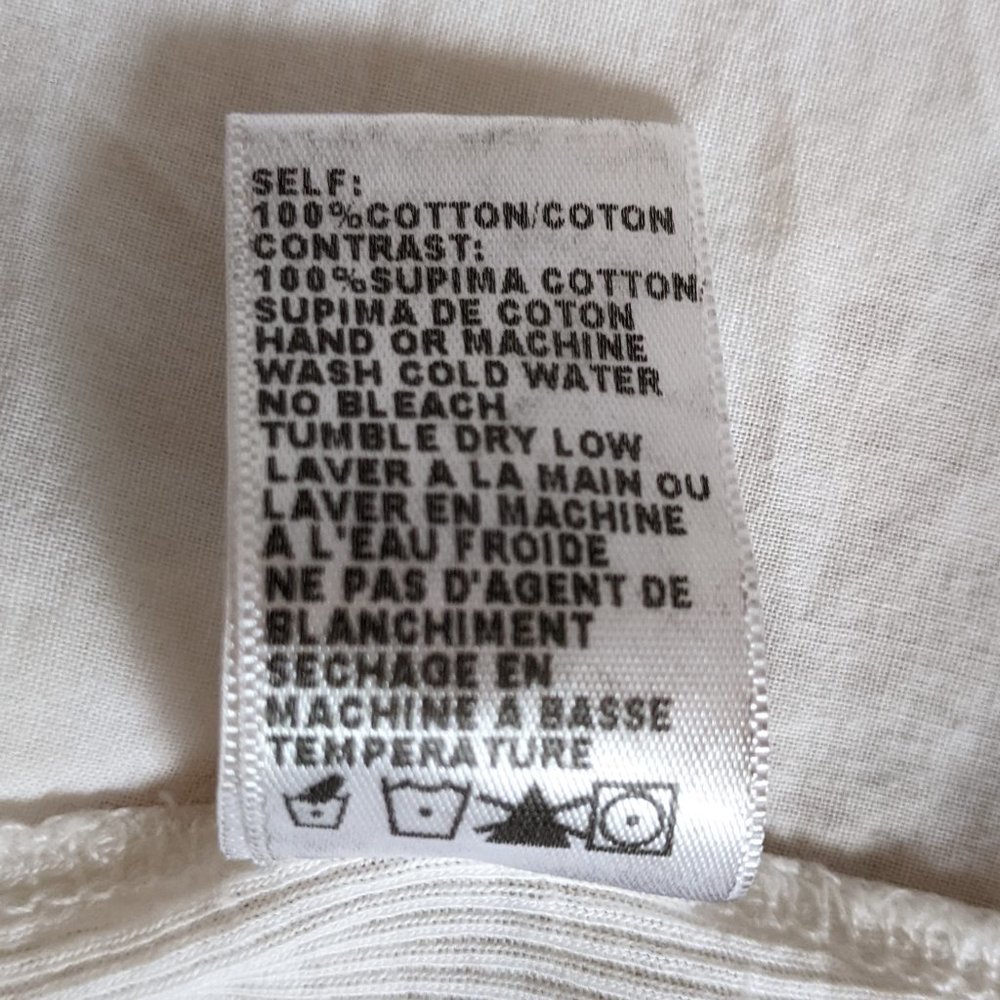 SELF:
100%COTTON/COTON
CONTRAST:
100%SUPIMA COTTON/
SUPIMA DE COTON
HAND OR MACHINE
WASH COLD WATER
NO BLEACH
TUMBLE DRY LOW
LAVER A LA MAIN OU
LAVER EN MACHINE
A L'EAU FROIDE
NE PAS D'AGENT DE
BLANCHIMENT
SECHAGE EN
MACHINE A BASSE
TEMPERATURE